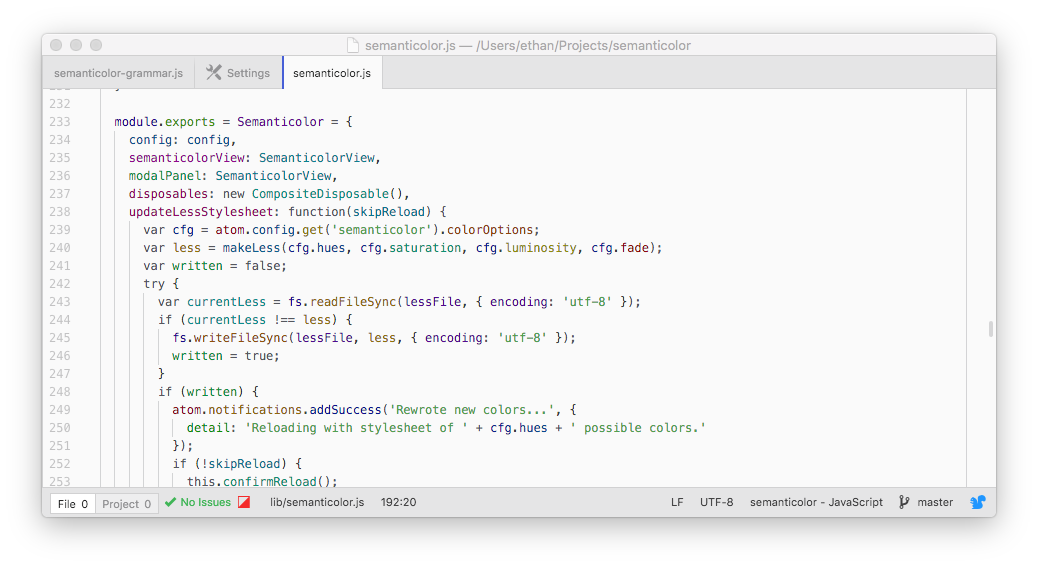 semanticolor.js — /Users/ethan/Projects/semanticolor
semanticolor-grammar.js Settings semanticolor.js
232
233 module.exports = Semanticolor = {
234 config: config,
235 semanticolorView: SemanticolorView,
236 modalPanel: SemanticolorView,
237 disposables: new CompositeDisposable(),
238 updateLessStylesheet: function(skipReload) {
239 var cfg = atom.config.get('semanticolor').colorOptions;
240 var less = makeLess(cfg.hues, cfg.saturation, cfg.luminosity, cfg.fade);
241 var written = false;
242 try {
243 var currentLess = fs.readFileSync(lessFile, { encoding: 'utf-8' });
244 if (currentLess !== less) {
245 fs.writeFileSync(lessFile, less, { encoding: 'utf-8' });
246 written = true;
247 }
248 if (written) {
249 atom.notifications.addSuccess('Rewrote new colors...', {
250 detail: 'Reloading with stylesheet of ' + cfg.hues + ' possible colors.'
251 });
252 if (!skipReload) {
253 this.confirmReload();
File 0 Project 0 No Issues lib/semanticolor.js 192:20 LF UTF-8 semanticolor - JavaScript master